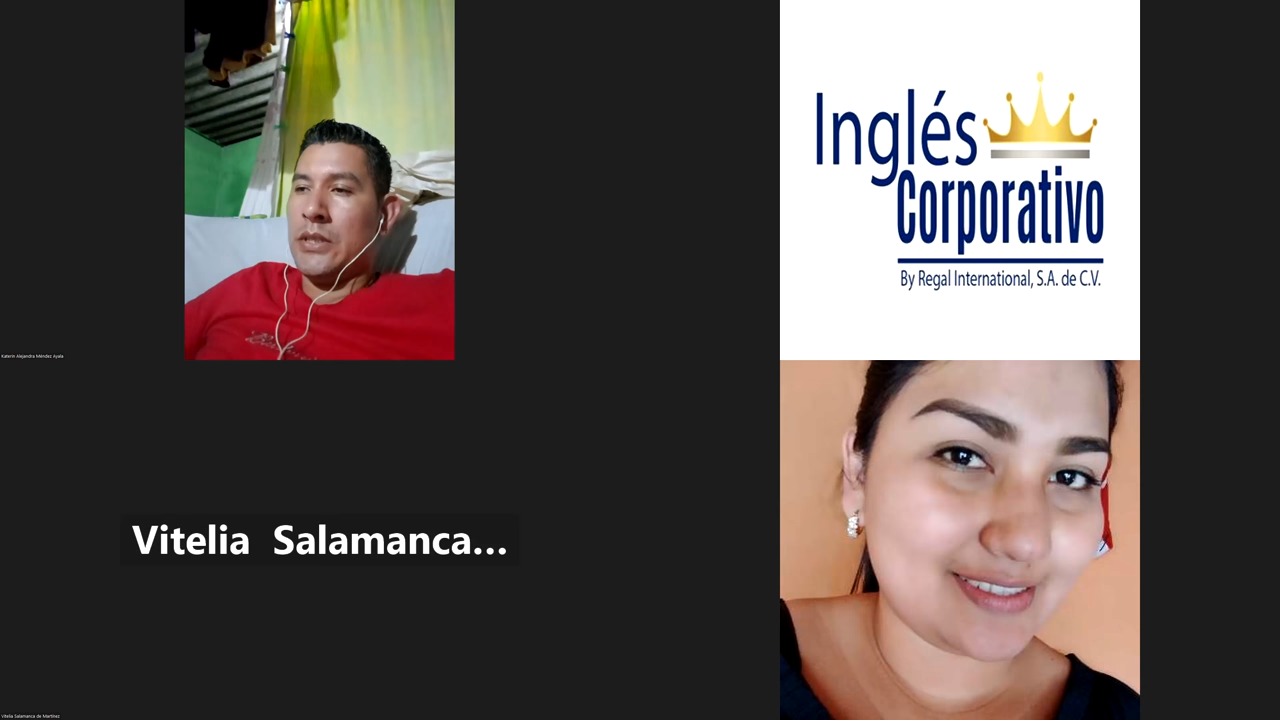 Inglés
Corporativo
By Regal International, S.A. de C.V.
Katerin Alejandra Méndez Ayala
Vitelia Salamanca...
Vitelia Salamanca de Martínez